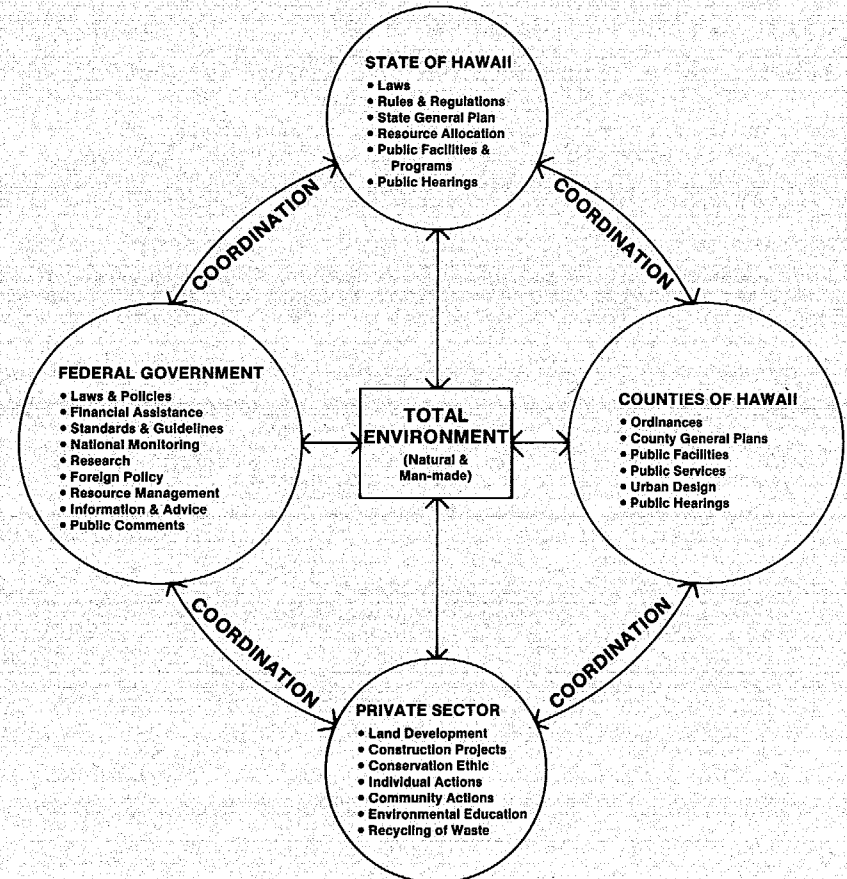 STATE OF HAWAII
• Laws
• Rules & Regulations
• State General Plan
• Resource Allocation
• Public Facilities &
Programs
• Public Hearings
COORDINATION
COORDINATION
FEDERAL GOVERNMENT
• Laws & Policies
• Financial Assistance
• Standards & Guidelines
• National Monitoring
• Research
• Foreign Policy
• Resource Management
• Information & Advice
• Public Comments
TOTAL
ENVIRONMENT
(Natural &
Man-made)
COUNTIES OF HAWAII
• Ordinances
• County General Plans
• Public Facilities
• Public Services
• Urban Design
• Public Hearings
COORDINATION
COORDINATION
PRIVATE SECTOR
• Land Development
• Construction Projects
• Conservation Ethic
• Individual Actions
• Community Actions
• Environmental Education
• Recycling of Waste